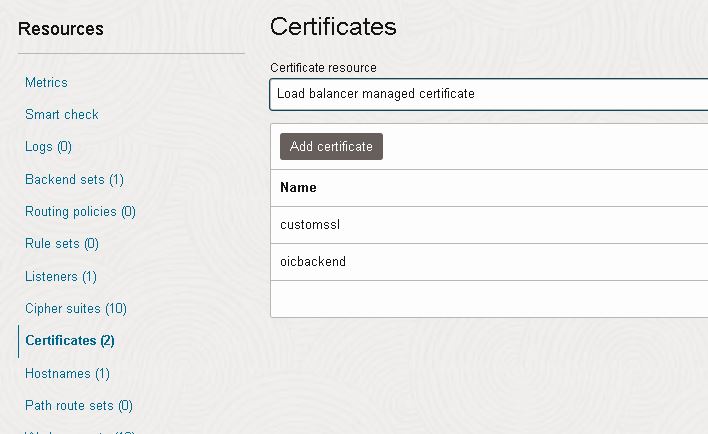 Resources
Metrics
Smart check
Logs (0)
Backend sets (1)
Routing policies (0)
Rule sets (0)
Listeners (1)
Cipher suites (10)
Certificates (2)
Hostnames (1)
Path route sets (0)
Certificates
Certificate resource
Load balancer managed certificate
Add certificate
Name
customssl
oicbackend